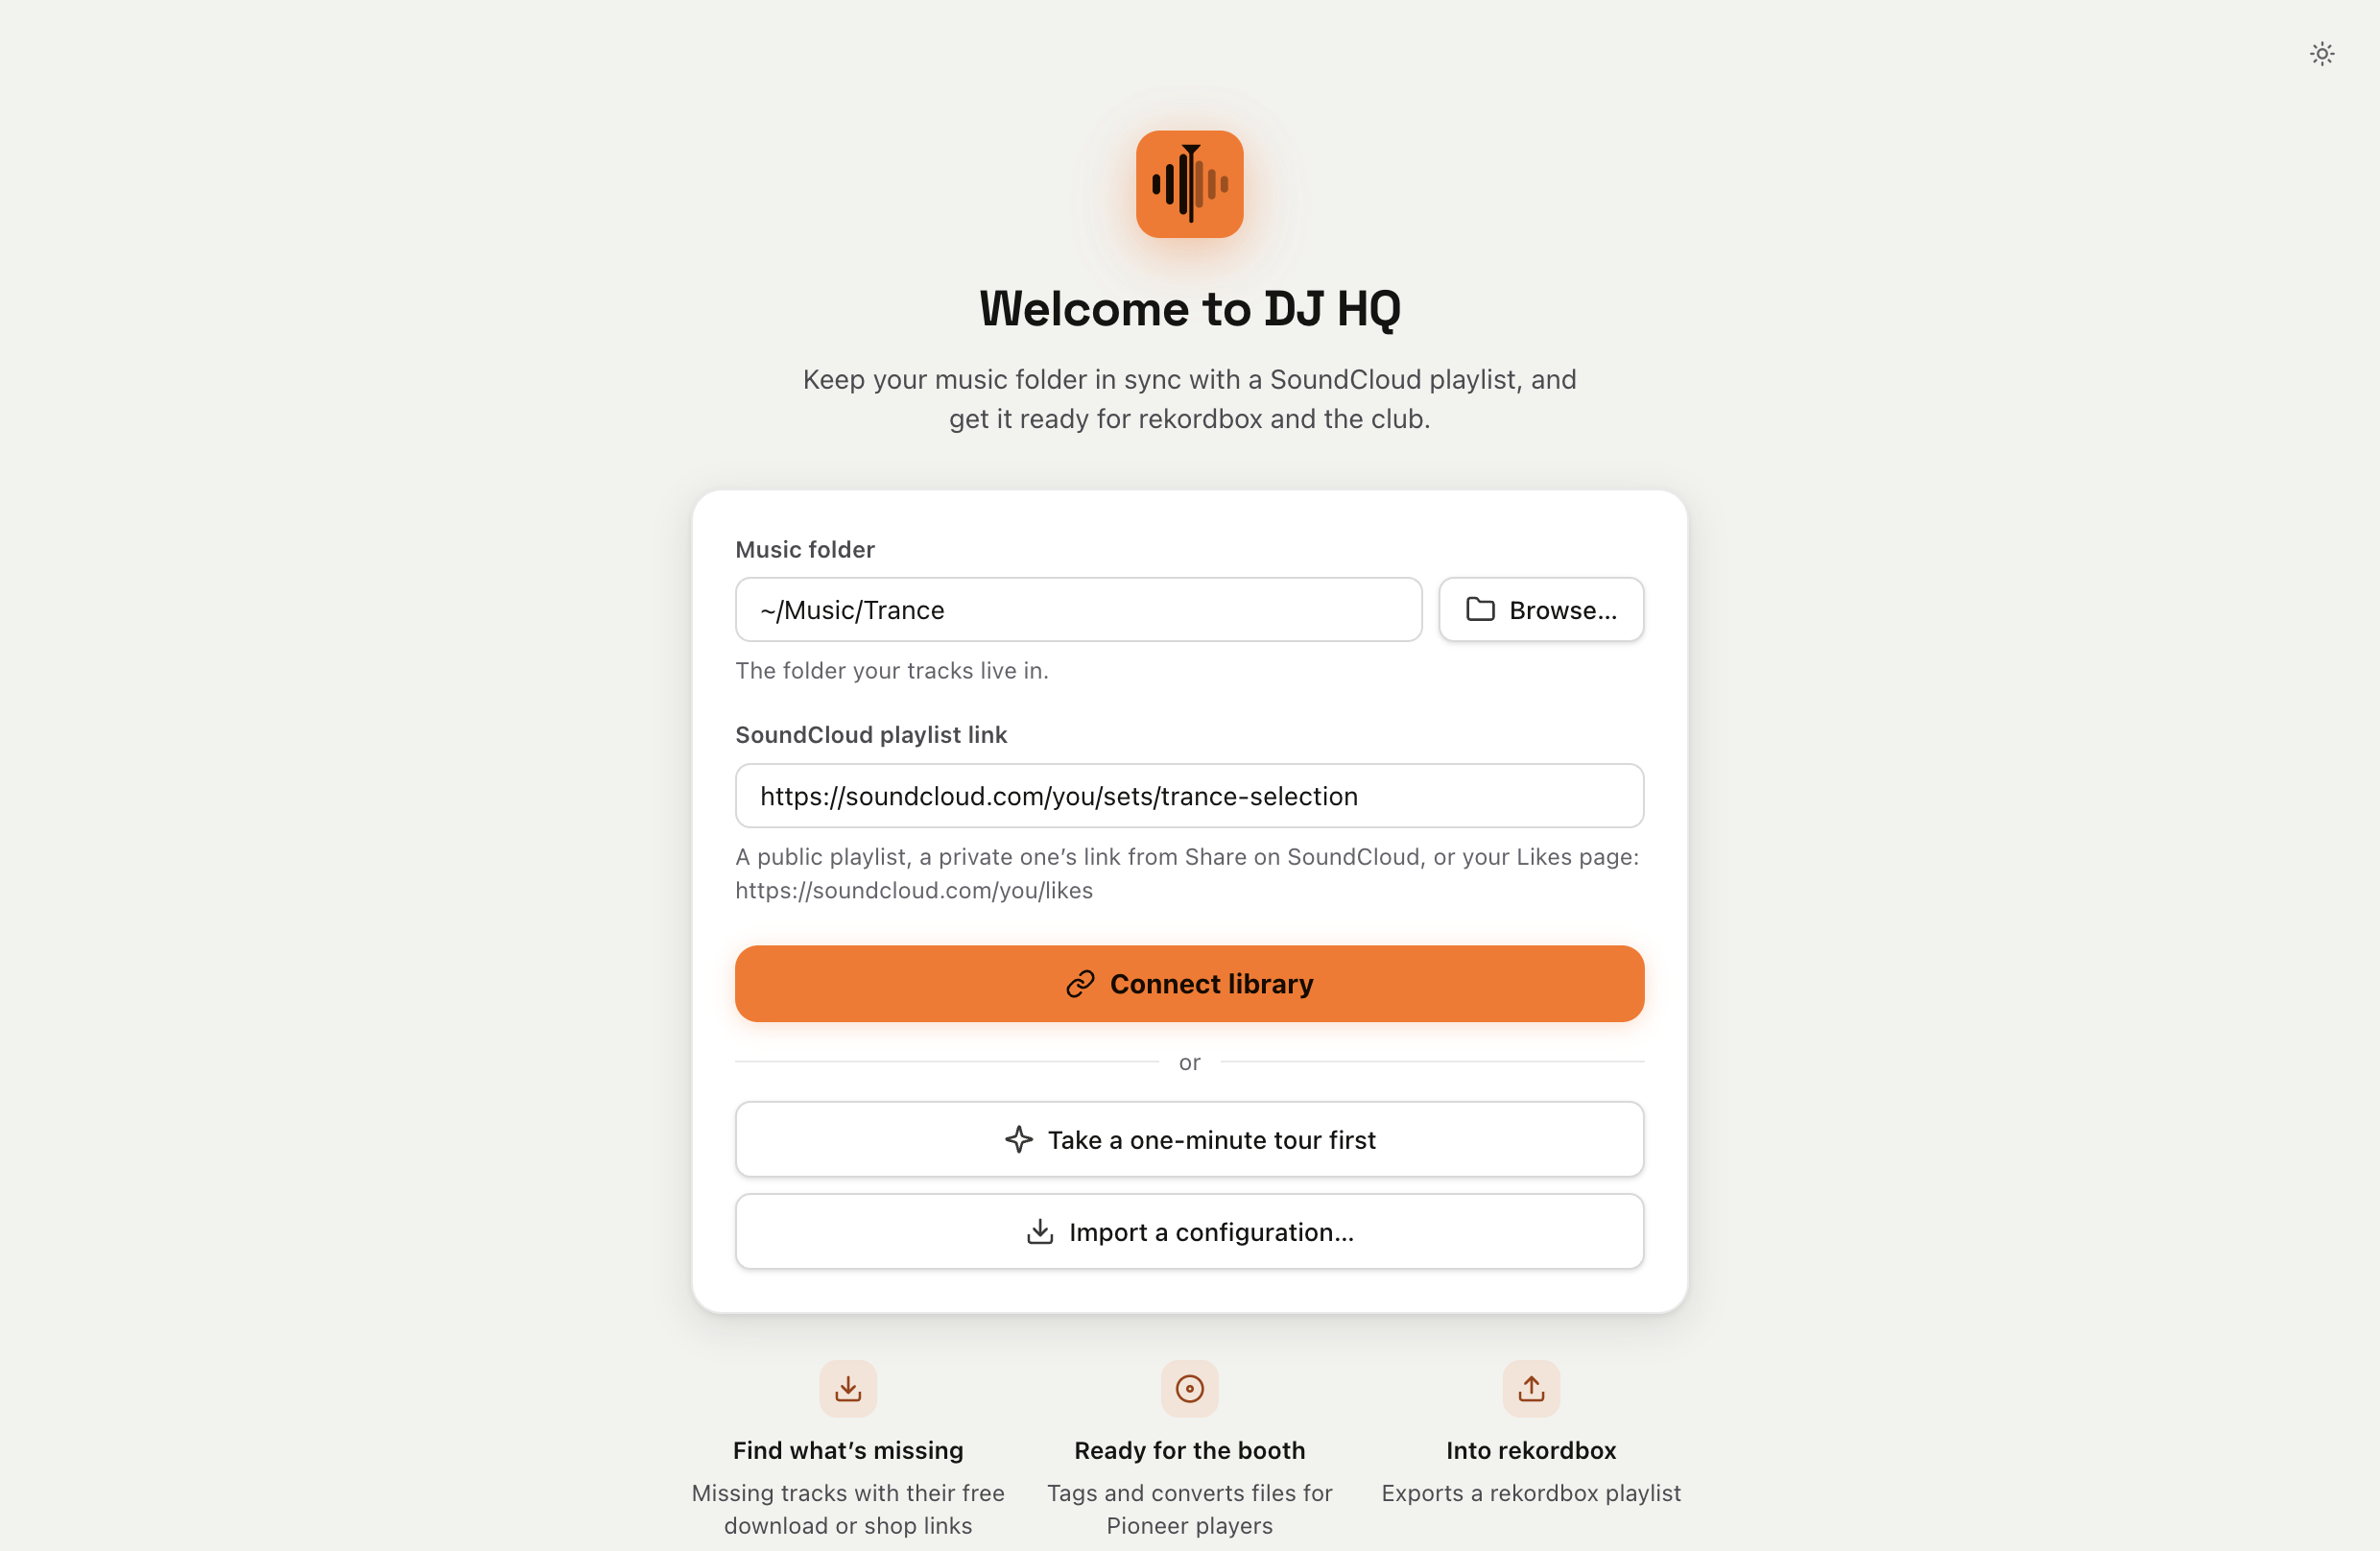 Welcome to DJ HQ
Keep your music folder in sync with a SoundCloud playlist, and
get it ready for rekordbox and the club.
Music folder
~/Music/Trance
Browse...
The folder your tracks live in.
SoundCloud playlist link
https://soundcloud.com/you/sets/trance-selection
A public playlist, a private one’s link from Share on SoundCloud, or your Likes page:
https://soundcloud.com/you/likes
Connect library
or
Take a one-minute tour first
Import a configuration...
Find what’s missing
Missing tracks with their free
download or shop links
Ready for the booth
Tags and converts files for
Pioneer players
Into rekordbox
Exports a rekordbox playlist